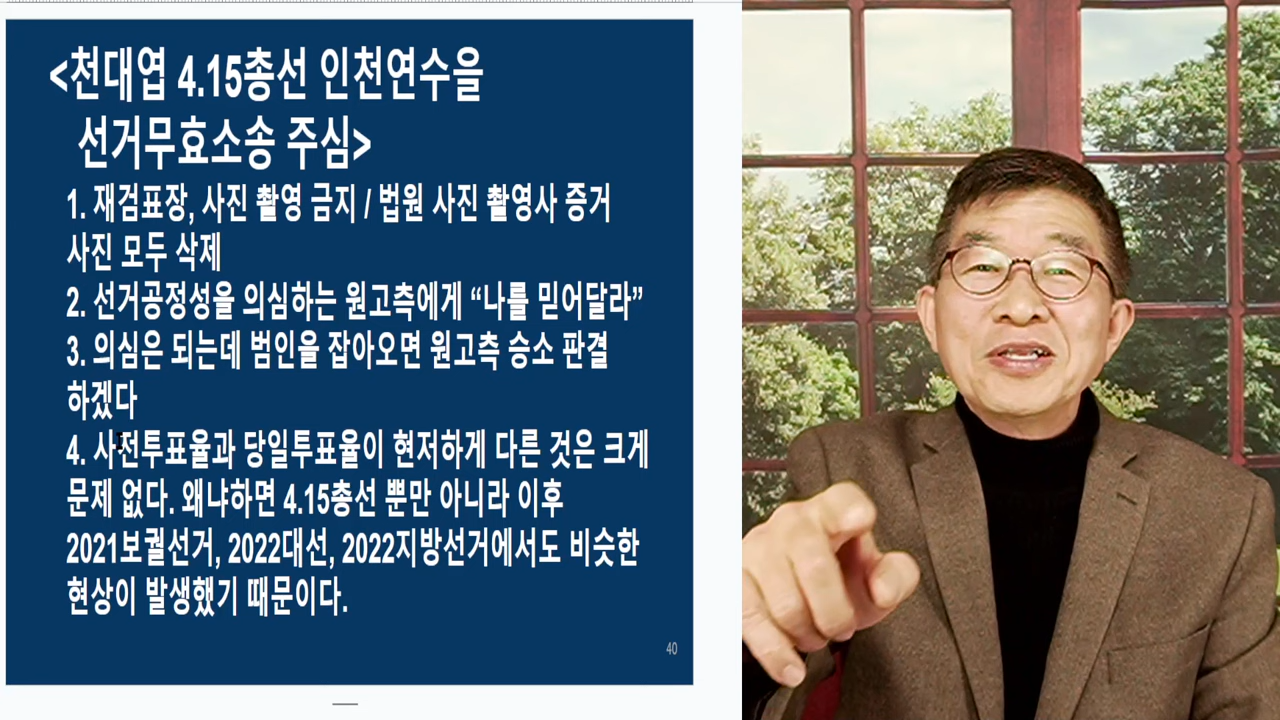 <천대엽 4.15총선 인천연수을
선거무효소송 주심>
1. 재검표장, 사진 촬영 금지 / 법원 사진 촬영사 증거
사진 모두 삭제
2. 선거공정성을 의심하는 원고측에게 “나를 믿어달라”
3. 의심은 되는데 범인을 잡아오면 원고측 승소 판결
하겠다
4. 사전투표율과 당일투표율이 현저하게 다른 것은 크게
문제 없다. 왜냐하면 4.15총선 뿐만 아니라 이후
2021보궐선거, 2022대선, 2022지방선거에서도 비슷한
현상이 발생했기 때문이다.
40